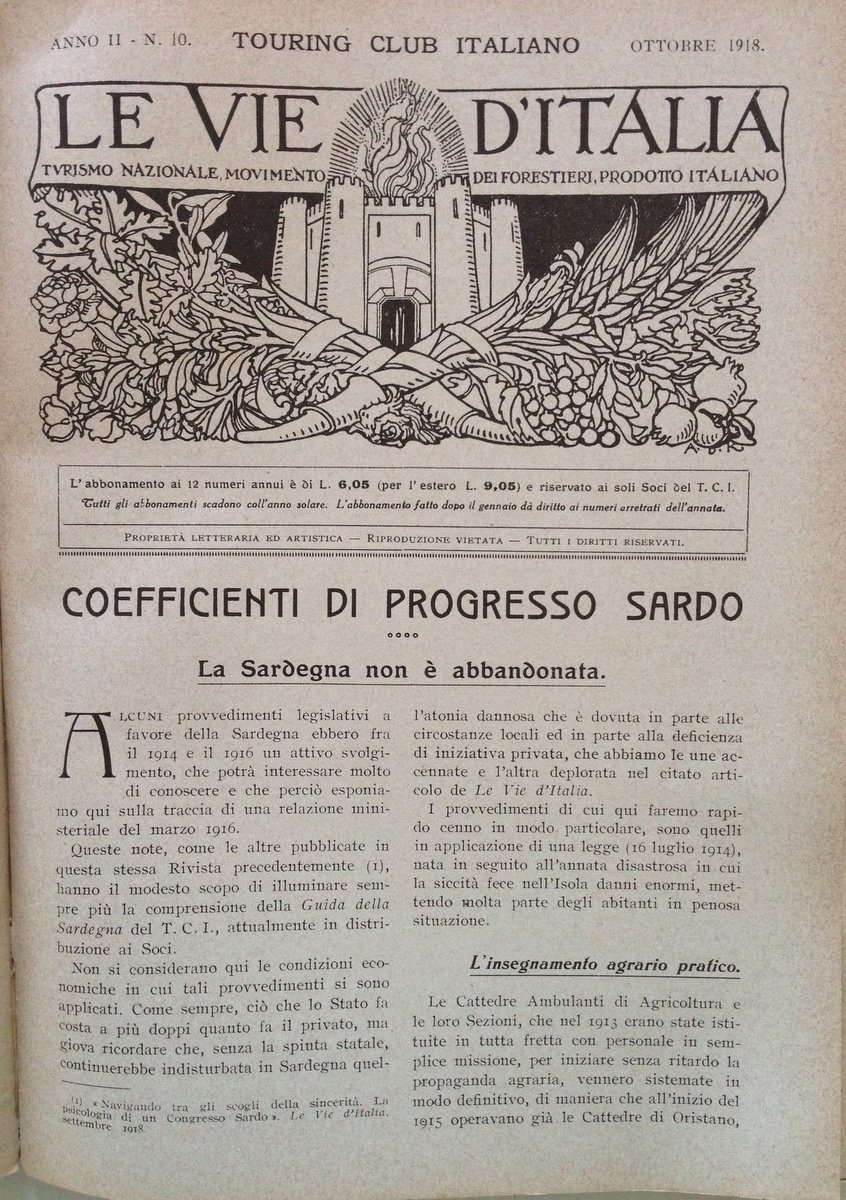 ANNO II - N. 10. TOURING CLUB ITALIANO OTTOBRE 1918.
LE VIE D'ITALIA
TVRISMO NAZIONALE, MOVIMENTO DEI FORESTIERI, PRODOTTO ITALIANO
L'abbonamento ai 12 numeri annui è di L. 6,05 (per l'estero L. 9,05) e riservato ai soli Soci del T. C. I.
Tutti gli abbonamenti scadono coll'anno solare. L'abbonamento fatto dopo il gennaio dà diritto ai numeri arretrati dell'annata.
PROPRIETÀ LETTERARIA ED ARTISTICA — RIPRODUZIONE VIETATA — TUTTI I DIRITTI RISERVATI.
COEFFICIENTI DI PROGRESSO SARDO
La Sardegna non è abbandonata.
ALCUNI provvedimenti legislativi a
favore della Sardegna ebbero fra
il 1914 e il 1916 un attivo svolgi-
mento, che potrà interessare molto
di conoscere e che perciò esponia-
mo qui sulla traccia di una relazione mini-
steriale del marzo 1916.
Queste note, come le altre pubblicate in
questa stessa Rivista precedentemente (1),
hanno il modesto scopo di illuminare sem-
pre più la comprensione della Guida della
Sardegna del T. C. I., attualmente in distri-
buzione ai Soci.
Non si considerano qui le condizioni eco-
nomiche in cui tali provvedimenti si sono
applicati. Come sempre, ciò che lo Stato fa
costa a più doppi quanto fa il privato, ma
giova ricordare che, senza la spinta statale,
continuerebbe indisturbata in Sardegna quel-
(1) «Navigando tra gli scogli della sincerità. La
psicologia di un Congresso Sardo». Le Vie d'Italia.
settembre 1918.
l'atonia dannosa che è dovuta in parte alle
circostanze locali ed in parte alla deficienza
di iniziativa privata, che abbiamo le une ac-
cennate e l'altra deplorata nel citato arti-
colo de Le Vie d'Italia.
I provvedimenti di cui qui faremo rapi-
do cenno in modo particolare, sono quelli
in applicazione di una legge (16 luglio 1914),
nata in seguito all'annata disastrosa in cui
la siccità fece nell'Isola danni enormi, met-
tendo molta parte degli abitanti in penosa
situazione.
L'insegnamento agrario pratico.
Le Cattedre Ambulanti di Agricoltura e
le loro Sezioni, che nel 1913 erano state isti-
tuite in tutta fretta con personale in sem-
plice missione, per iniziare senza ritardo la
propaganda agraria, vennero sistemate in
modo definitivo, di maniera che all'inizio del
1915 operavano già le Cattedre di Oristano,